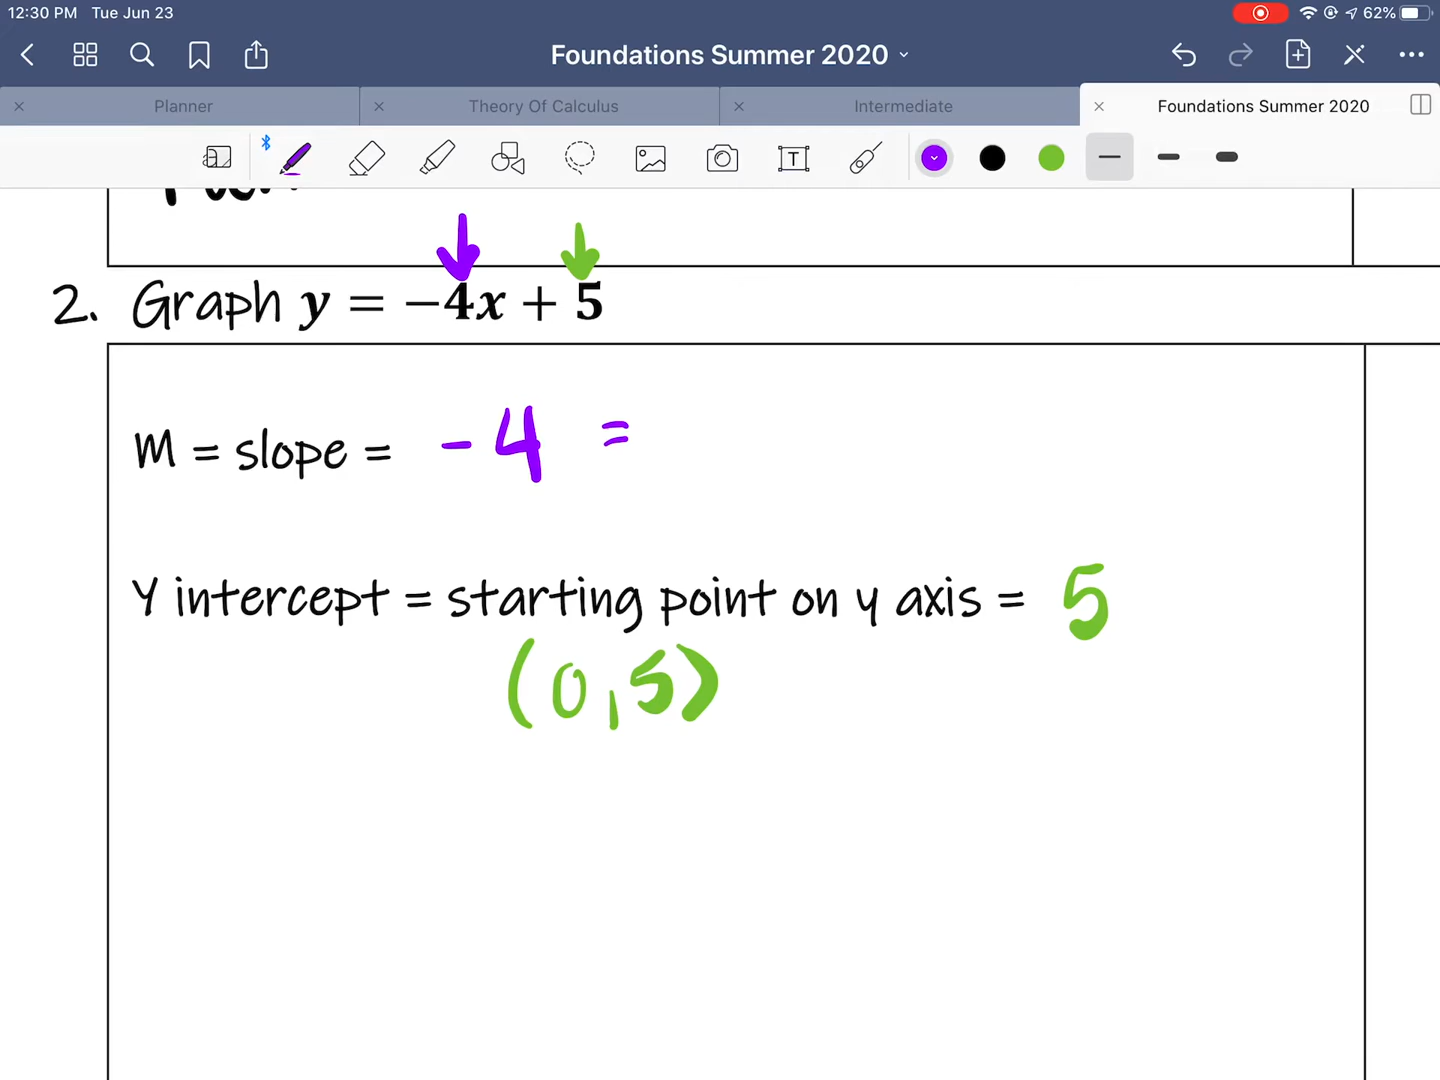 12:30 PM Tue Jun 23 62%
Foundations Summer 2020
Planner Theory Of Calculus Intermediate Foundations Summer 2020
2. Graph y = −4x + 5
M = slope = -4 =
Y intercept = starting point on y axis = 5
(0,5)